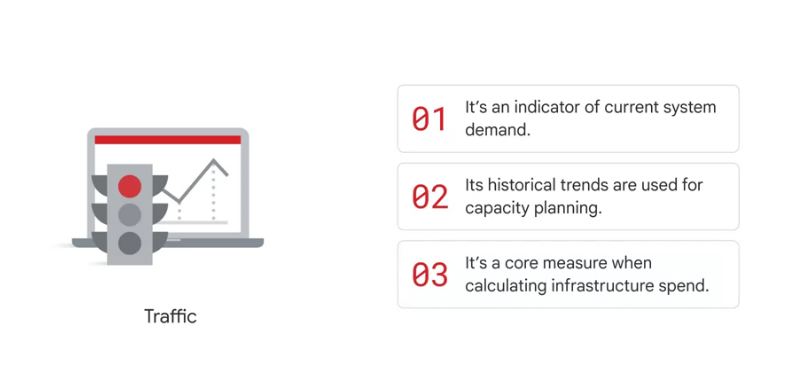 01
It's an indicator of current system
demand.
02
Its historical trends are used for
capacity planning.
03
It's a core measure when
calculating infrastructure spend.
Traffic